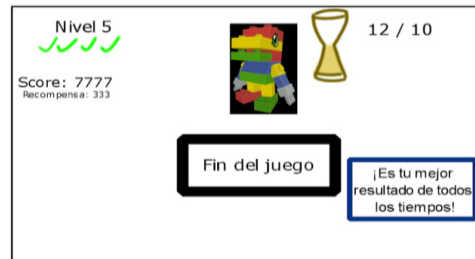 Nivel 5
12 / 10
Score: 7777
Recompensa: 333
Fin del juego
¡Es tu mejor
resultado de todos
los tiempos!